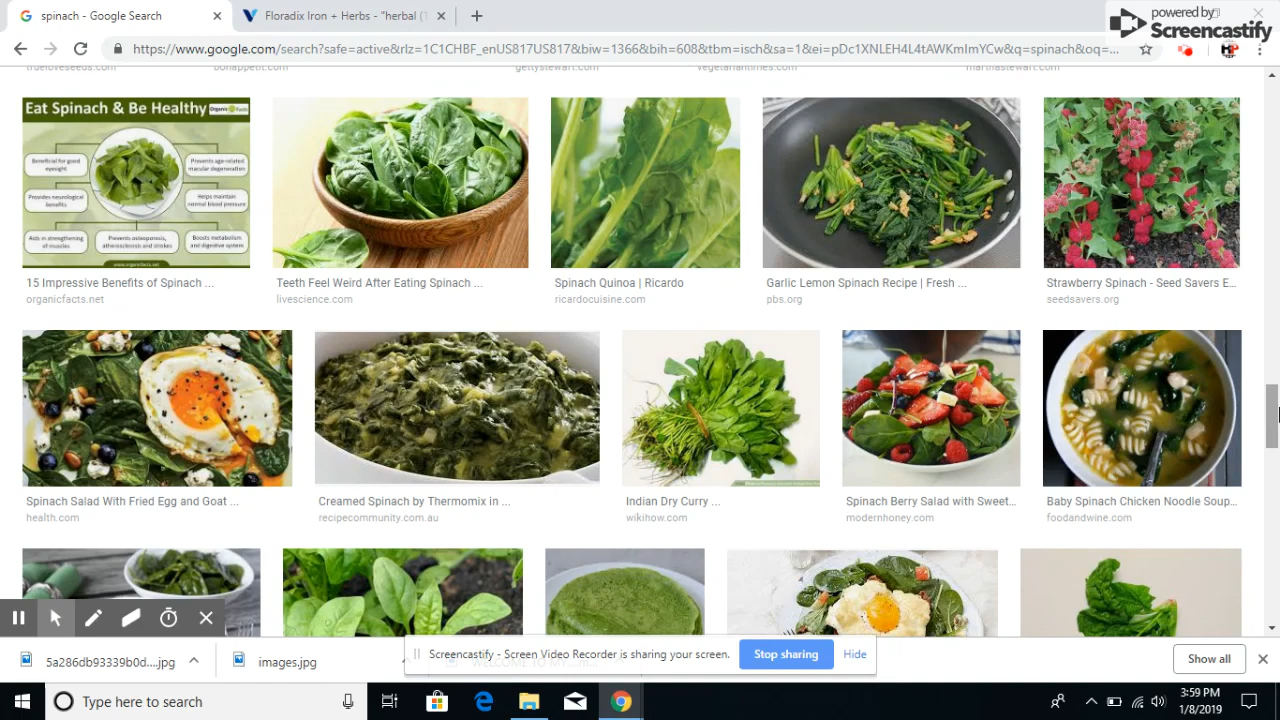 spinach - Google Search
Floradix Iron + Herbs - "herbal (1
powered by
Screencastify
https://www.google.com/search?safe=active&rlz=1C1CHBF_enUS817US817&biw=1366&bih=608&tbm=isch&sa=1&ei=pDc1XNLEH4L4tAWKmihYCw&q=spinach&oq=...
trueloveseeds.com
bonappetit.com
gettystewart.com
vegetariantimes.com
marthastewart.com
Eat Spinach & Be Healthy
Organic Facts
Beneficial for good eyesight
Prevents age-related macular degeneration
Provides neurological benefits
Helps maintain normal blood pressure
Aids in strengthening of muscles
Prevents osteoporosis, atherosclerosis and strokes
Boosts metabolism and digestive system
www.organicfacts.net
15 Impressive Benefits of Spinach ...
organicfacts.net
Teeth Feel Weird After Eating Spinach ...
livescience.com
Spinach Quinoa | Ricardo
ricardocuisine.com
Garlic Lemon Spinach Recipe | Fresh ...
pbs.org
Strawberry Spinach - Seed Savers E...
seedsavers.org
Spinach Salad With Fried Egg and Goat ...
health.com
Creamed Spinach by Thermomix in ...
recipecommunity.com.au
Indian Dry Curry ...
wikihow.com
Spinach Berry Salad with Sweet...
modernhoney.com
Baby Spinach Chicken Noodle Soup...
foodandwine.com
5a286db93339b0d....jpg
images.jpg
Screencastify - Screen Video Recorder is sharing your screen.
Stop sharing
Hide
Show all
Type here to search
3:59 PM
1/8/2019